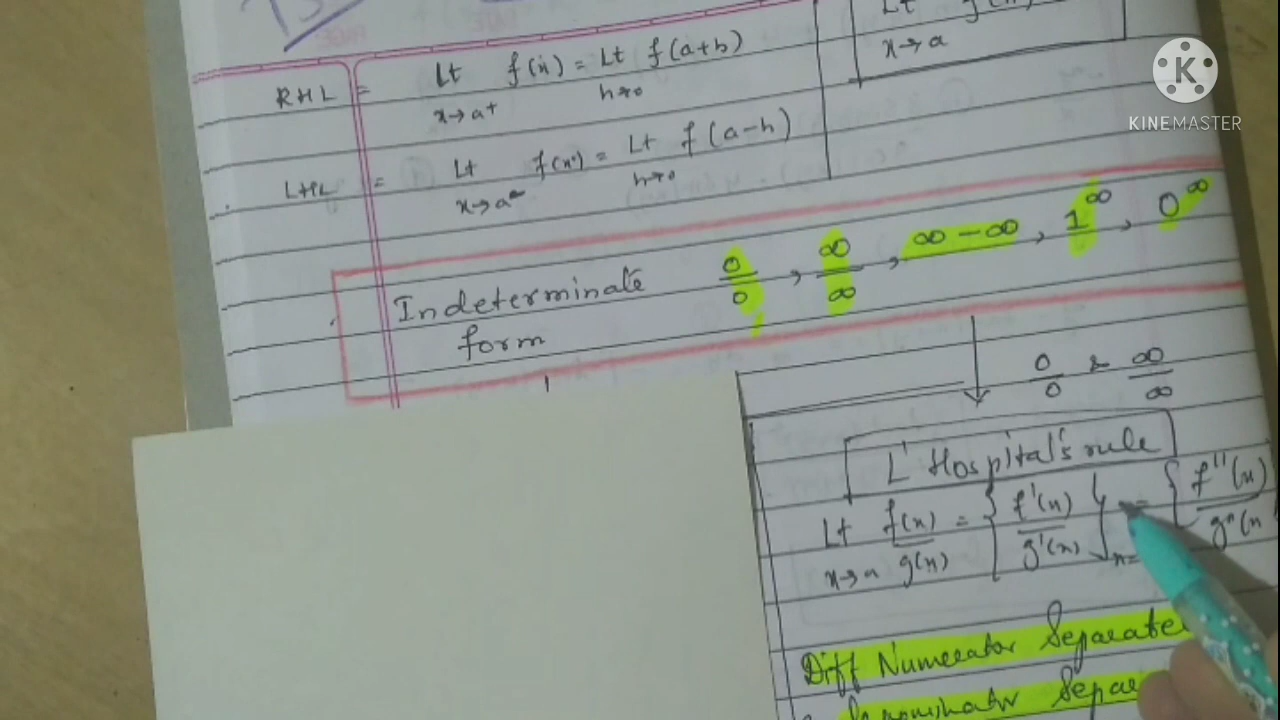 Lt
x→a
RHL = Lt f(x) = Lt f(a+h)
x→a⁺ h→0
LHL = Lt f(x) = Lt f(a-h)
x→a⁻ h→0
K
KINEMASTER
Indeterminate form 0/0 , ∞/∞ , ∞-∞ , 1^∞ , 0^∞
0/0 & ∞/∞
L'Hospital's rule
Lt f(x)/g(x) = { f'(x)/g'(x) } = { f''(x)/g''(x
x→a
Diff Numerator Separate